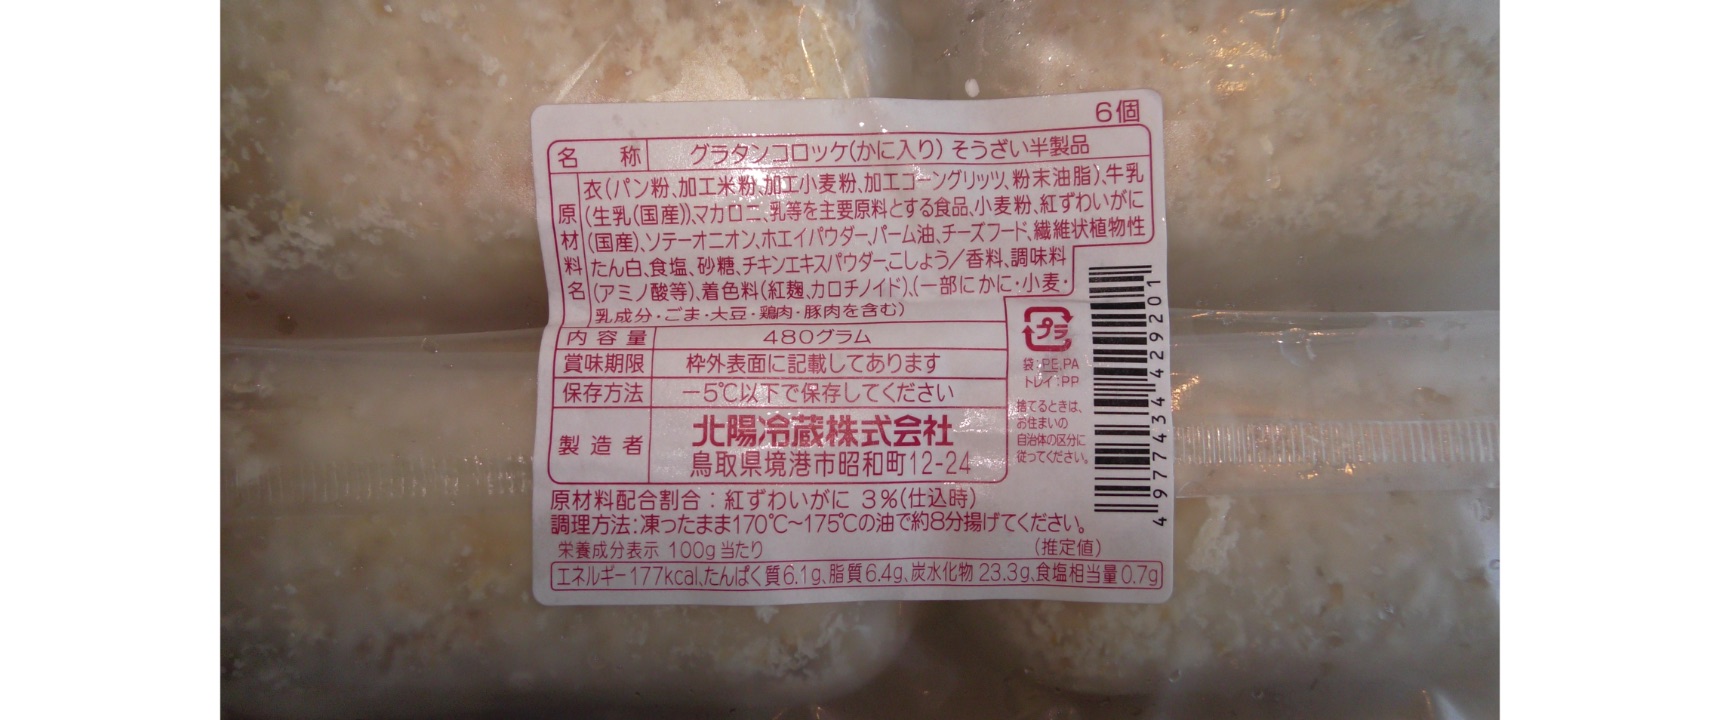 6個
名 称 グラタンコロッケ(かに入り) そうざい半製品
原材料名
衣(パン粉、加工米粉、加工小麦粉、加工コーングリッツ、粉末油脂)、牛乳
(生乳(国産))、マカロニ、乳等を主要原料とする食品、小麦粉、紅ずわいがに
(国産)、ソテーオニオン、ホエイパウダー、パーム油、チーズフード、繊維状植物性
たん白、食塩、砂糖、チキンエキスパウダー、こしょう/香料、調味料
(アミノ酸等)、着色料(紅麹、カロチノイド)、(一部にかに・小麦・
乳成分・ごま・大豆・鶏肉・豚肉を含む)
内容量 480グラム
賞味期限 枠外表面に記載してあります
保存方法 -5℃以下で保存してください
製造者 北陽冷蔵株式会社
鳥取県境港市昭和町12-24
プラ
袋:PE,PA
トレイ:PP
捨てるときは、
お住まいの
自治体の区分に
従ってください。
4977434429201
原材料配合割合:紅ずわいがに 3%(仕込時)
調理方法:凍ったまま170℃~175℃の油で約8分揚げてください。
栄養成分表示 100g当たり (推定値)
エネルギー177kcal、たんぱく質6.1g、脂質6.4g、炭水化物 23.3g、食塩相当量0.7g